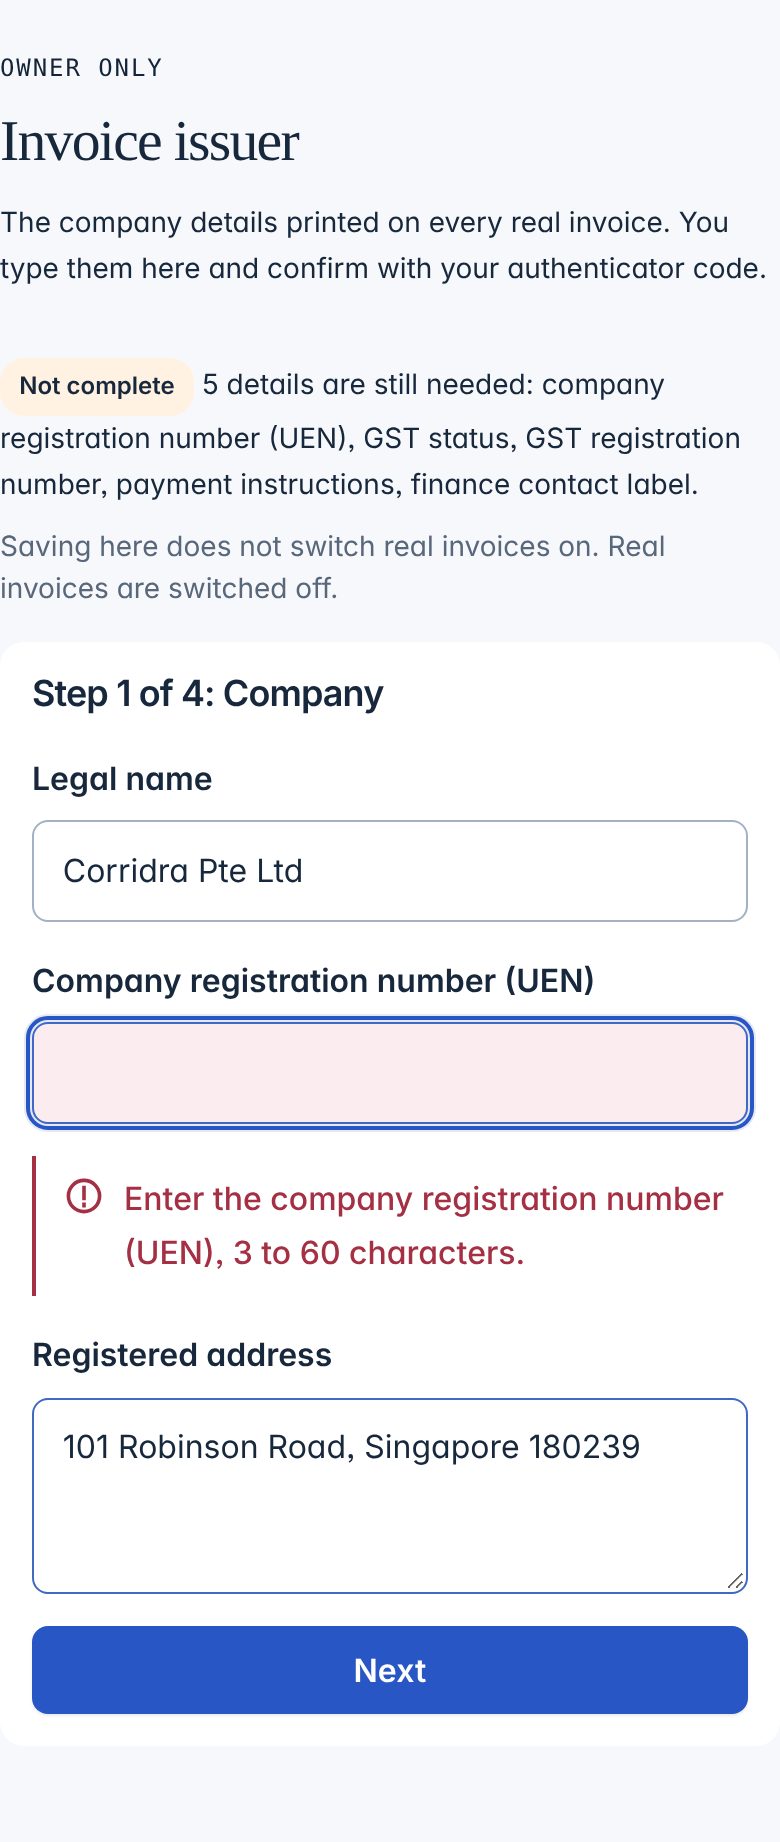 OWNER ONLY
Invoice issuer
The company details printed on every real invoice. You
type them here and confirm with your authenticator code.
Not complete 5 details are still needed: company
registration number (UEN), GST status, GST registration
number, payment instructions, finance contact label.
Saving here does not switch real invoices on. Real
invoices are switched off.
Step 1 of 4: Company
Legal name
Corridra Pte Ltd
Company registration number (UEN)
Enter the company registration number
(UEN), 3 to 60 characters.
Registered address
101 Robinson Road, Singapore 180239
Next